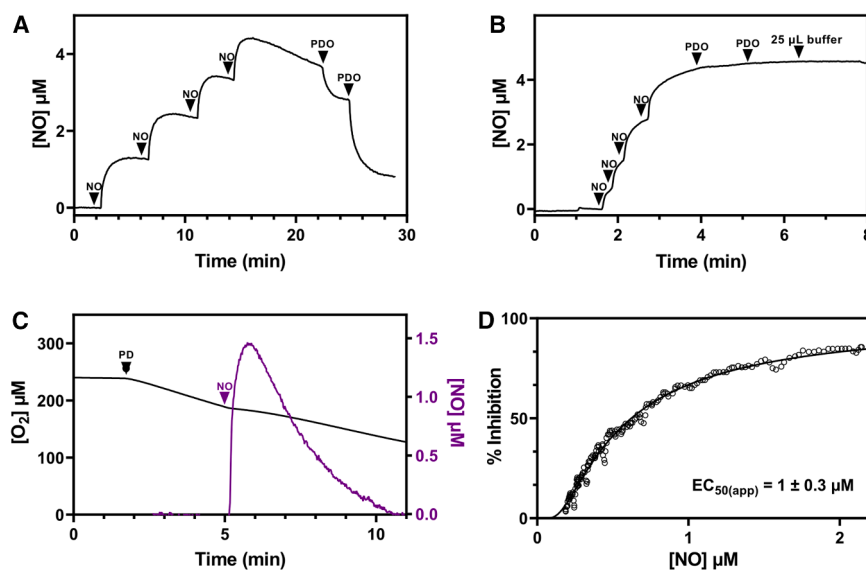 A
[NO] µM
4
2
0
NO
NO
NO
NO
PDO
PDO
0
10
20
30
Time (min)
B
[NO] µM
4
2
0
NO
NO
NO
NO
PDO
PDO
25 µL buffer
0
2
4
6
8
Time (min)
C
[O2] µM
300
200
100
0
PD
NO
1.5
1.0
0.5
0.0
[NO] µM
0
5
10
Time (min)
D
% Inhibition
100
50
0
EC50(app) = 1 ± 0.3 µM
0
1
2
[NO] µM